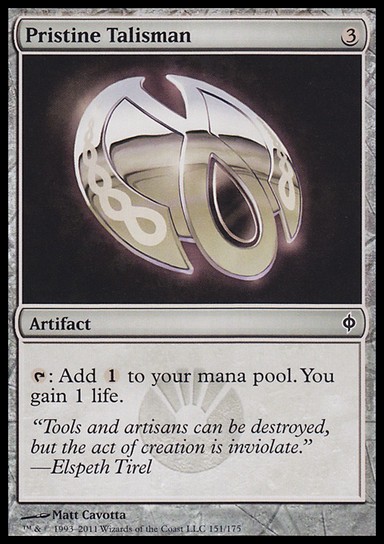 Pristine Talisman 3
Artifact
: Add 1 to your mana pool. You
gain 1 life.
“Tools and artisans can be destroyed,
but the act of creation is inviolate.”
—Elspeth Tirel
Matt Cavotta
™ & © 1993–2011 Wizards of the Coast LLC 151/175